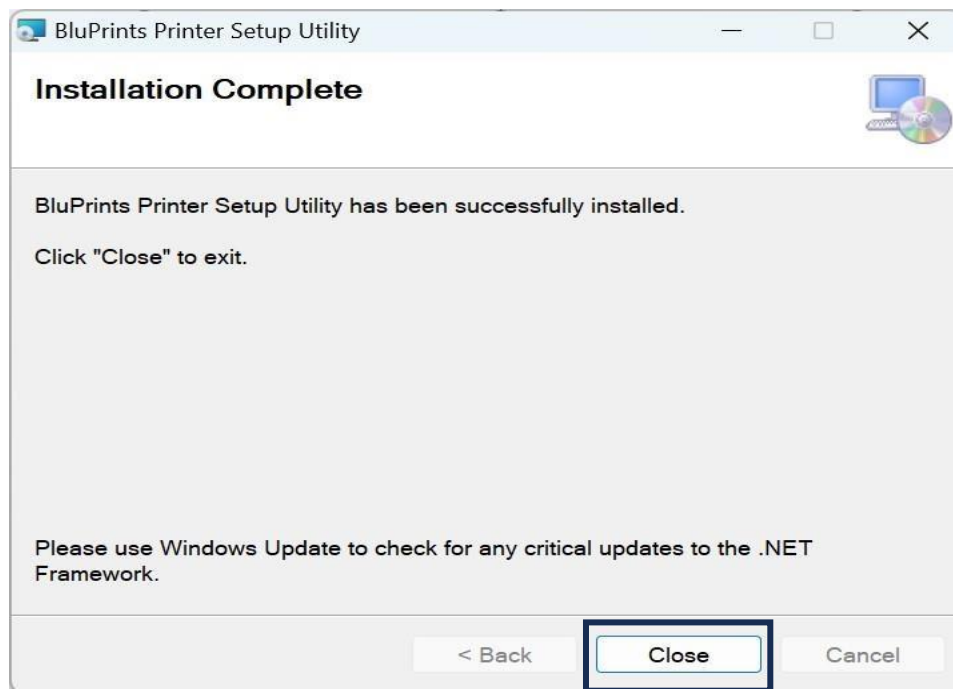 BluPrints Printer Setup Utility
Installation Complete
BluPrints Printer Setup Utility has been successfully installed.
Click "Close" to exit.
Please use Windows Update to check for any critical updates to the .NET
Framework.
< Back Close Cancel